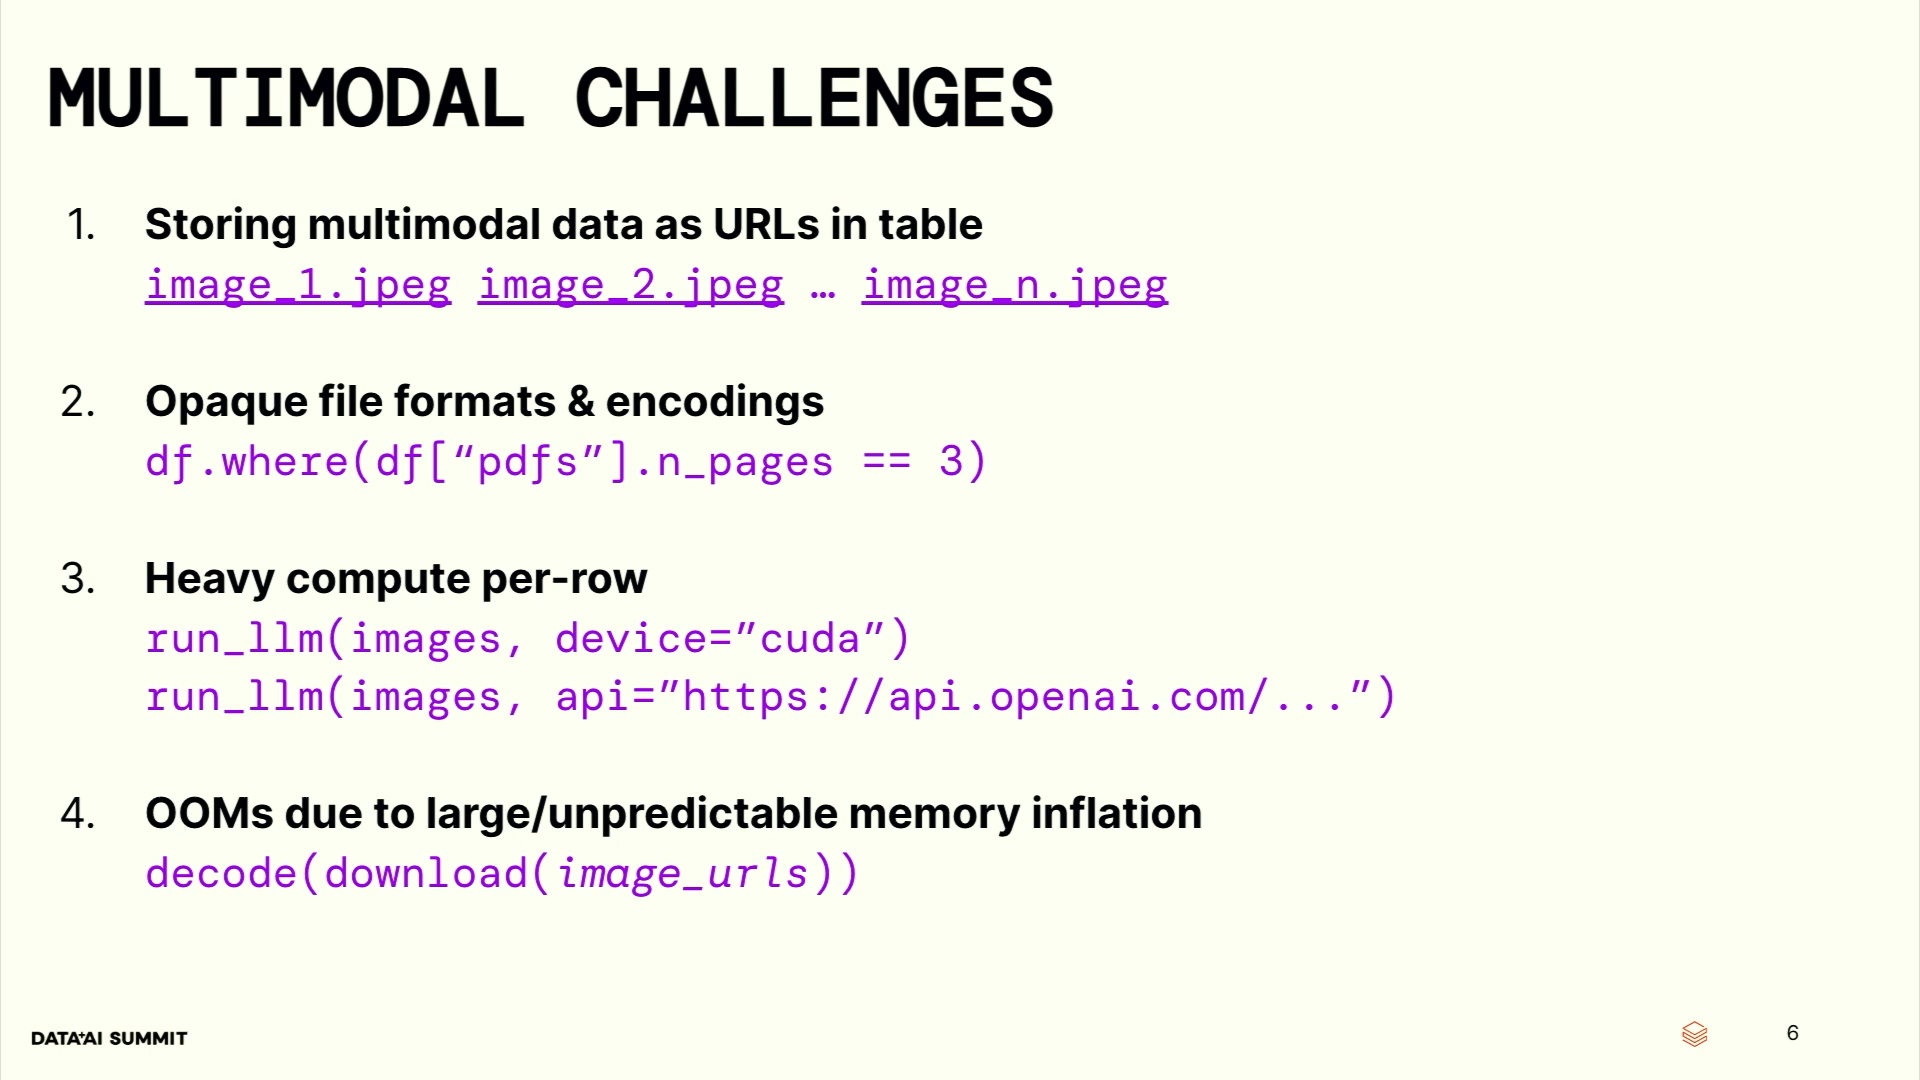 MULTIMODAL CHALLENGES
1. Storing multimodal data as URLs in table
image_1.jpeg image_2.jpeg … image_n.jpeg
2. Opaque file formats & encodings
df.where(df[“pdfs”].n_pages == 3)
3. Heavy compute per-row
run_llm(images, device=”cuda”)
run_llm(images, api=”https://api.openai.com/...”)
4. OOMs due to large/unpredictable memory inflation
decode(download(image_urls))
DATA+AI SUMMIT
6